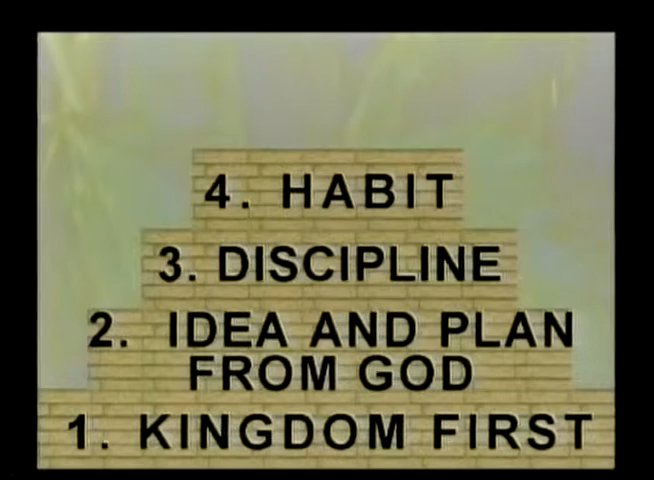 4. HABIT
3. DISCIPLINE
2. IDEA AND PLAN
FROM GOD
1. KINGDOM FIRST